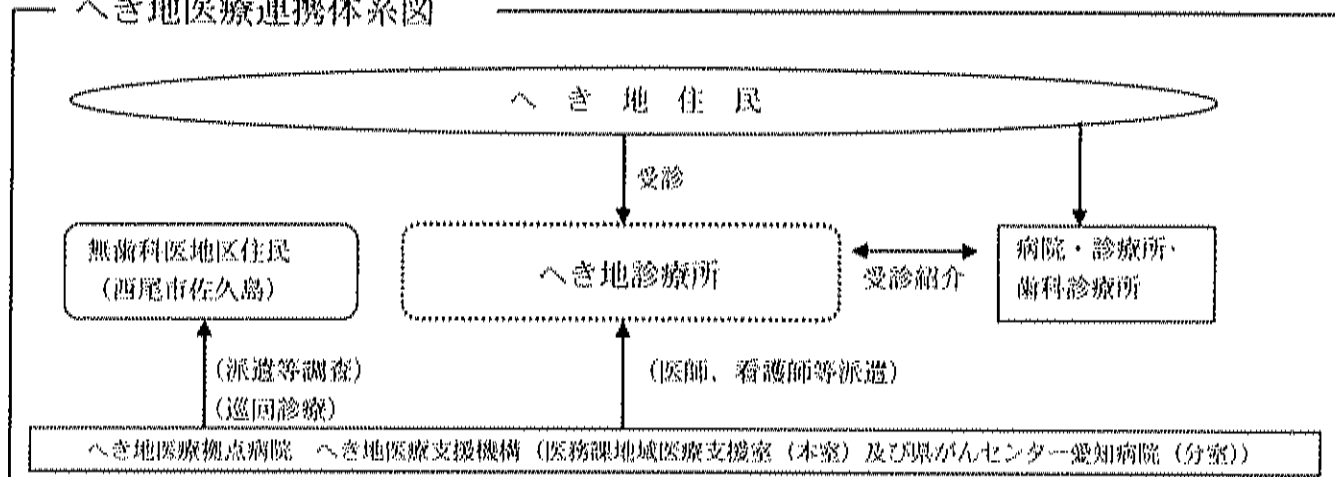 へき地医療連携体系図
へ き 地 住 民
受診
無歯科医地区住民
(西尾市佐久島)
へき地診療所
受診紹介
病院・診療所・
歯科診療所
(派遣等調査)
(巡回診療)
(医師、看護師等派遣)
へき地医療拠点病院 へき地医療支援機構(医務課地域医療支援室(本室)及び県がんセンター愛知病院(分室))